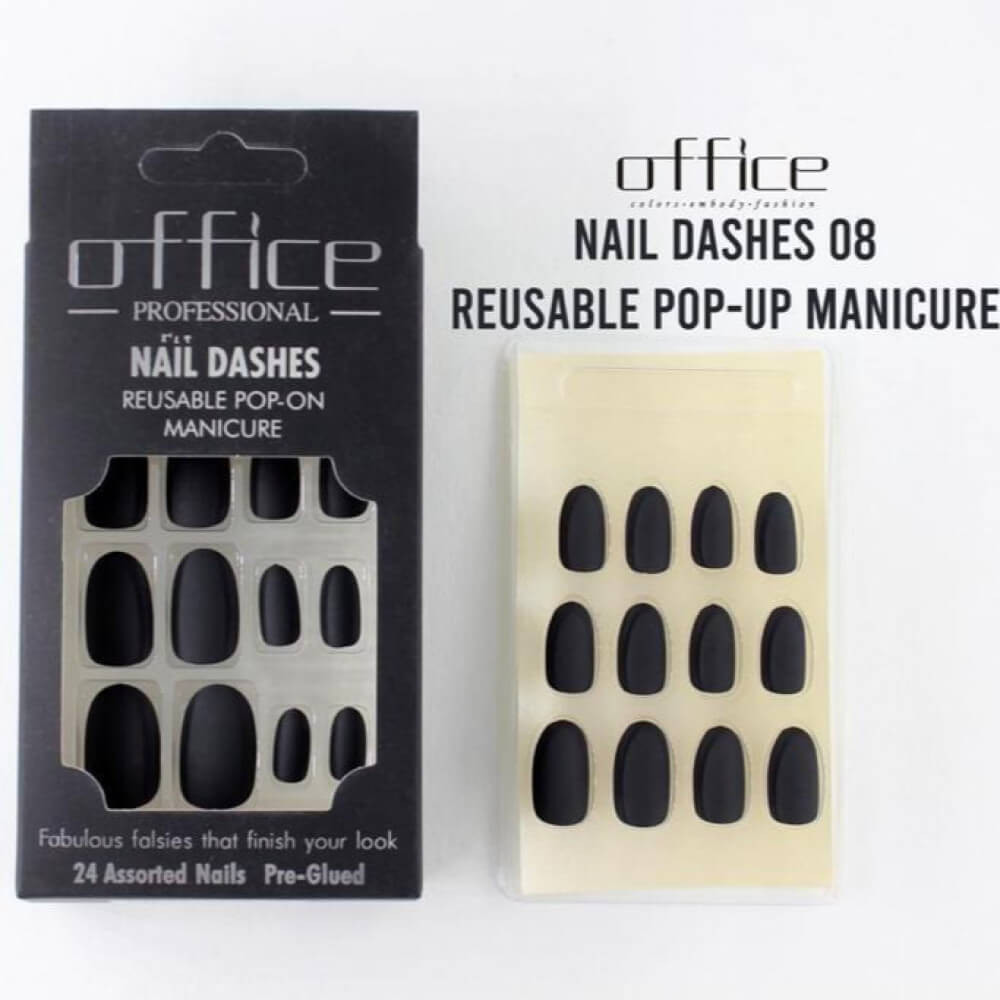 office
PROFESSIONAL
NAIL DASHES
REUSABLE POP-ON
MANICURE
Fabulous falsies that finish your look
24 Assorted Nails Pre-Glued
office
colors-embody-fashion
NAIL DASHES 08
REUSABLE POP-UP MANICURE